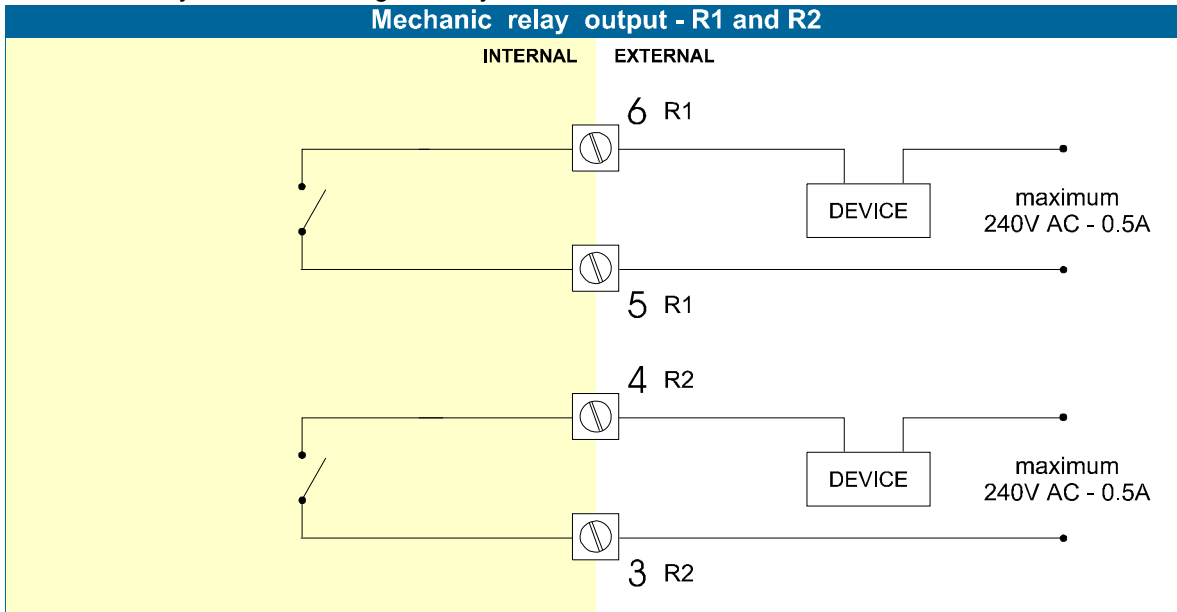 Mechanic relay output - R1 and R2
INTERNAL EXTERNAL
6 R1
DEVICE
maximum
240V AC - 0.5A
5 R1
4 R2
DEVICE
maximum
240V AC - 0.5A
3 R2